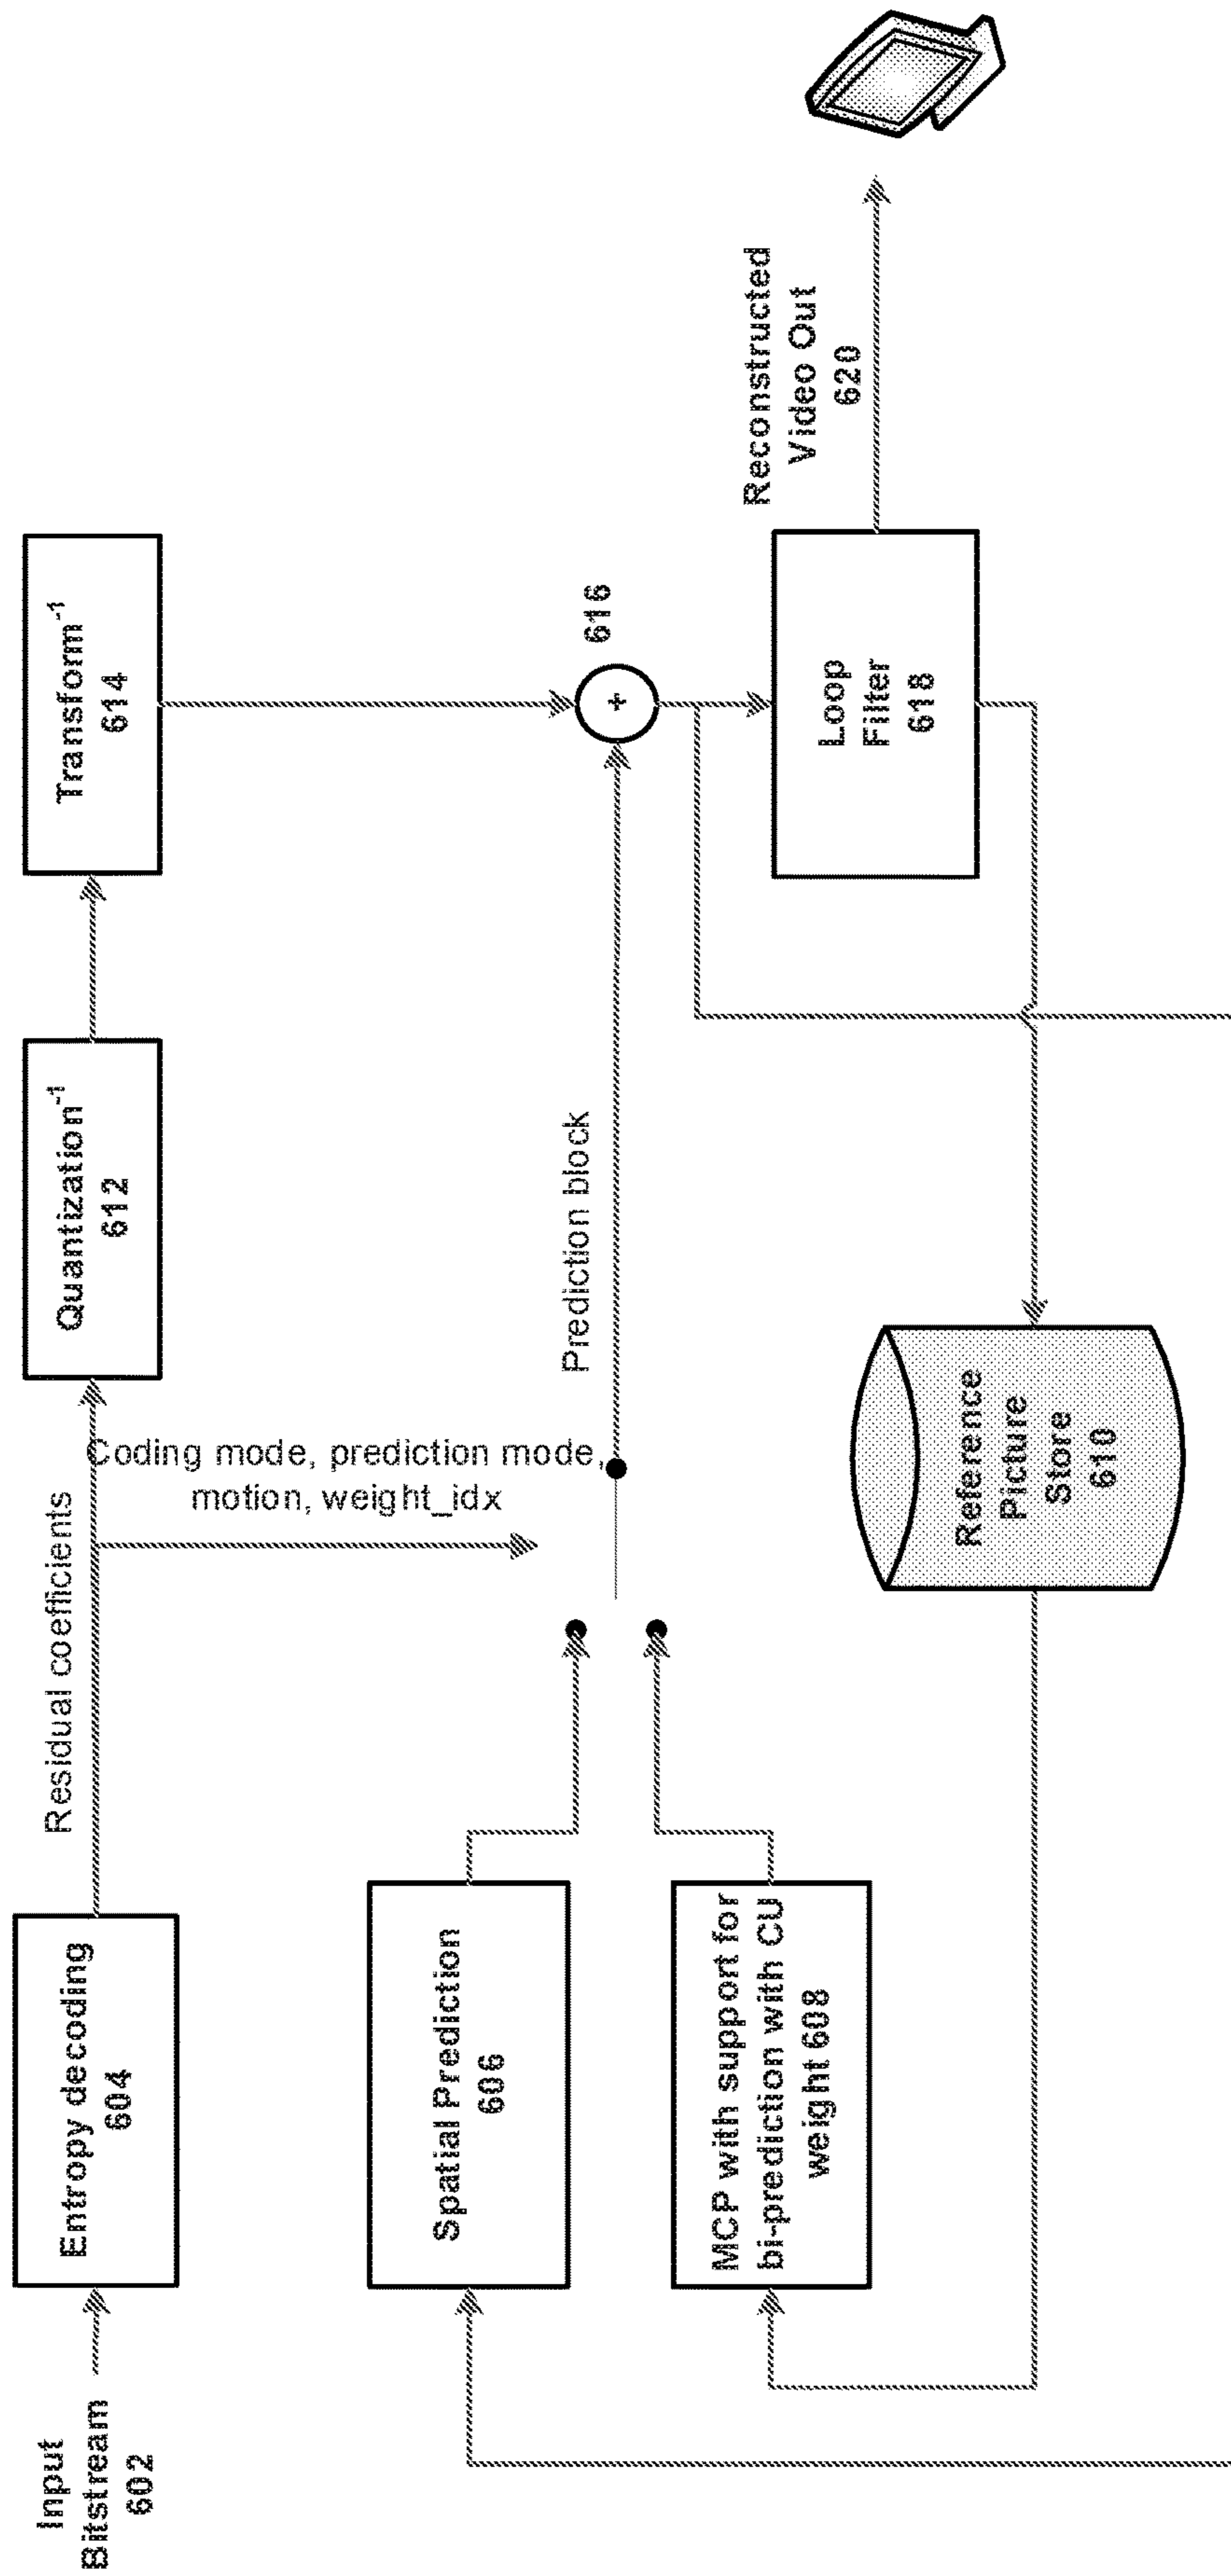 Input
Bitstream
602
Entropy decoding
604
Residual coefficients
Quantization-1
612
Transform-1
614
Coding mode, prediction mode,
motion, weight_idx
Spatial Prediction
606
MCP with support for
bi-prediction with CU
weight 608
Prediction block
+
616
Reference
Picture
Store
610
Loop
Filter
618
Reconstructed
Video Out
620